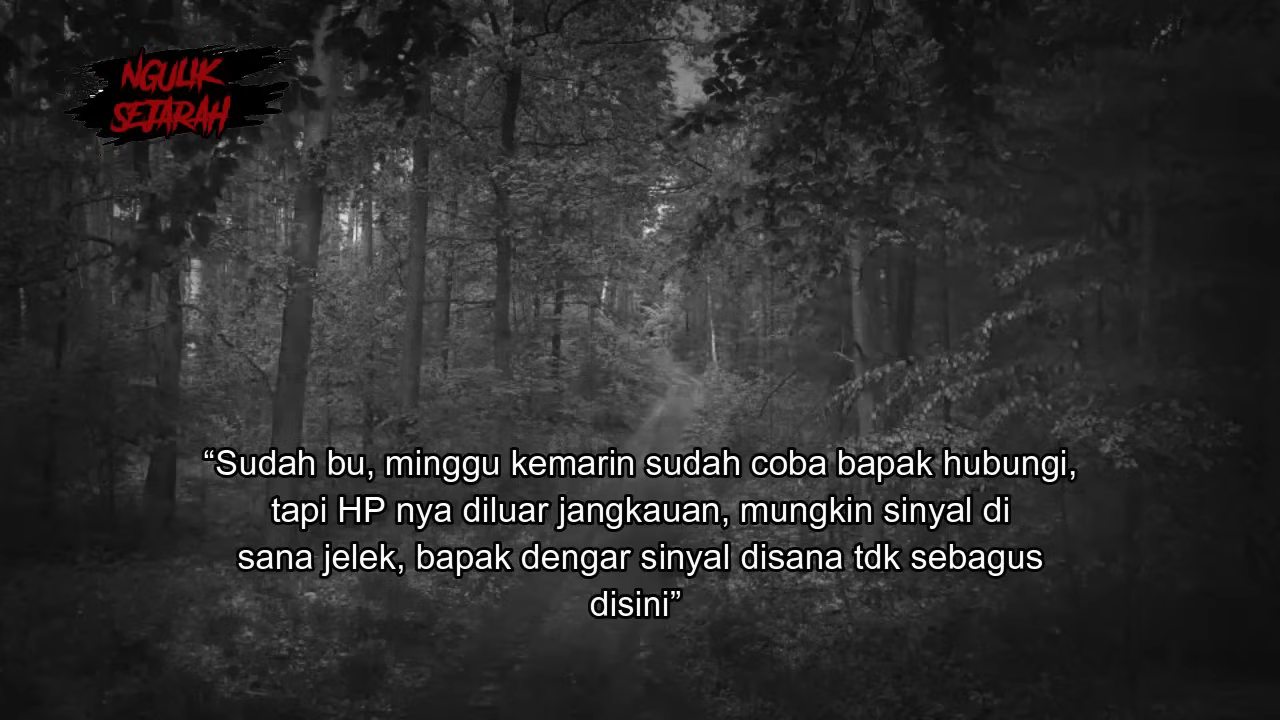 NGULIK
SEJARAH
“Sudah bu, minggu kemarin sudah coba bapak hubungi,
tapi HP nya diluar jangkauan, mungkin sinyal di
sana jelek, bapak dengar sinyal disana tdk sebagus
disini”